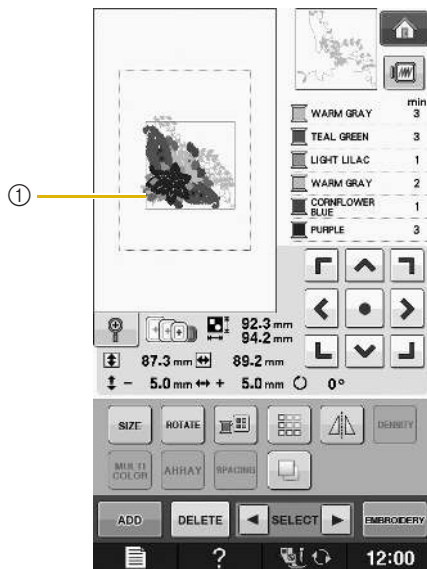 min
WARM GRAY 3
TEAL GREEN 3
LIGHT LILAC 1
WARM GRAY 2
CORNFLOWER BLUE 1
PURPLE 3
①
92.3 mm
94.2 mm
87.3 mm 89.2 mm
- 5.0 mm + 5.0 mm 0°
SIZE ROTATE DENSITY
MULTI COLOR ARRAY SPACING
ADD DELETE SELECT EMBROIDERY
? 12:00